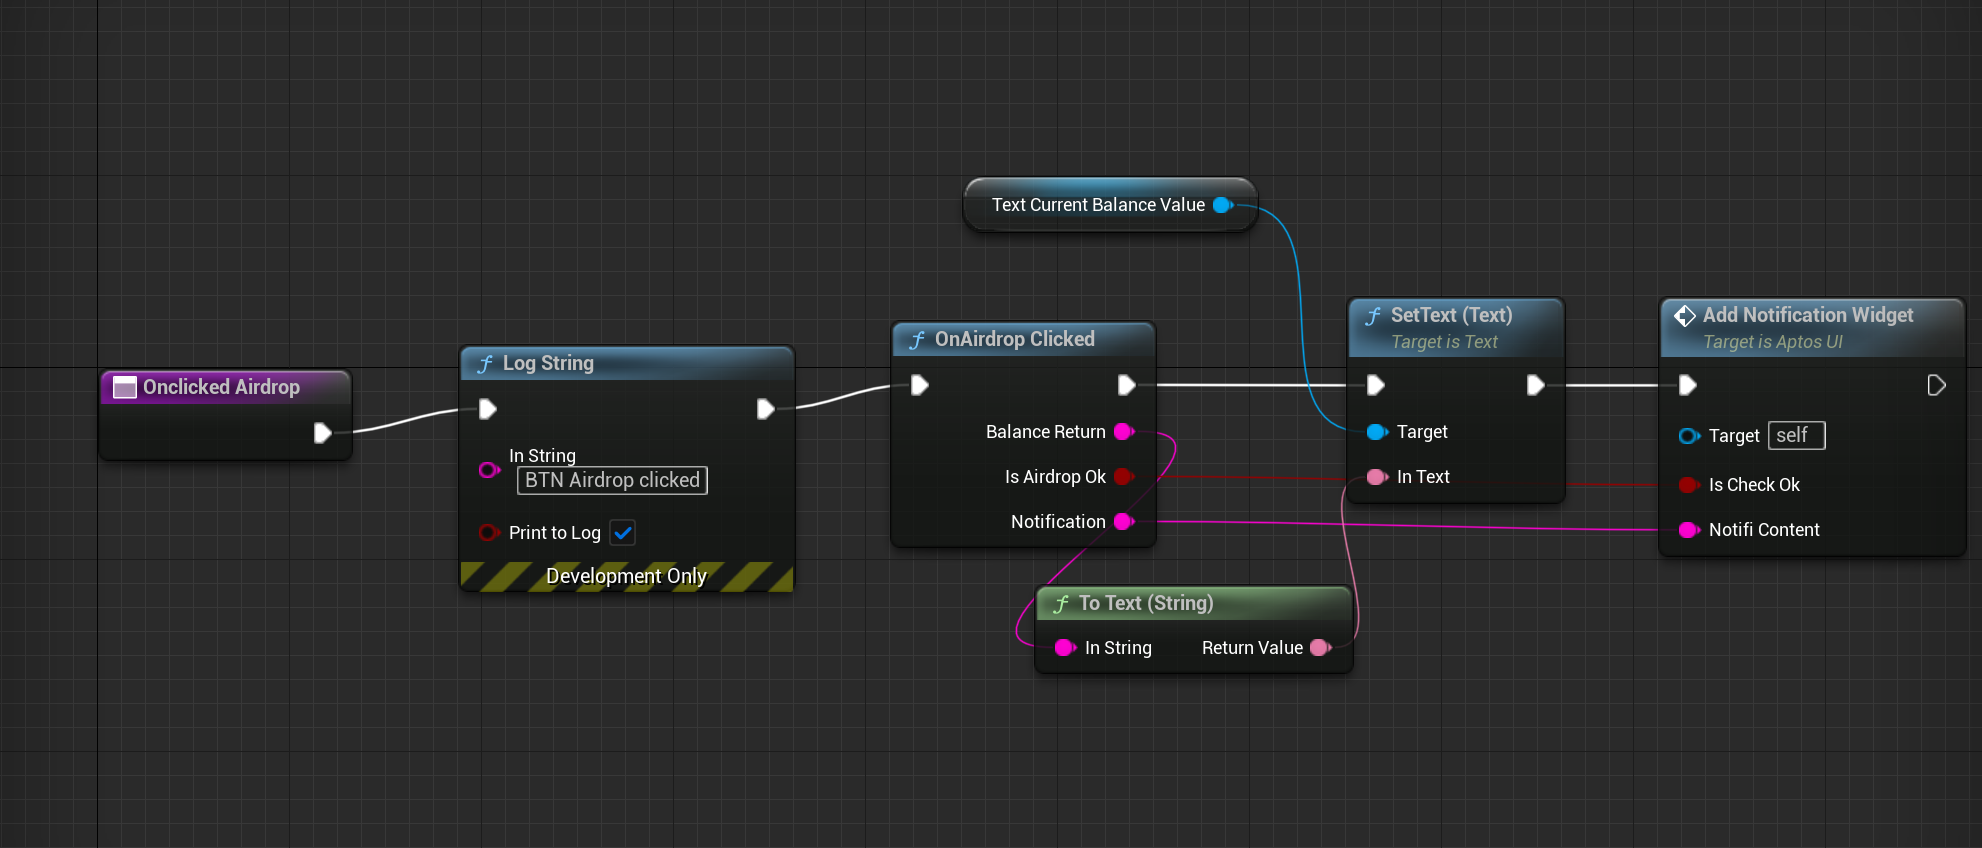 Onclicked Airdrop
Log String
In String
BTN Airdrop clicked
Print to Log
Development Only
OnAirdrop Clicked
Balance Return
Is Airdrop Ok
Notification
Text Current Balance Value
To Text (String)
In String
Return Value
SetText (Text)
Target is Text
Target
In Text
Add Notification Widget
Target is Aptos UI
Target
self
Is Check Ok
Notifi Content